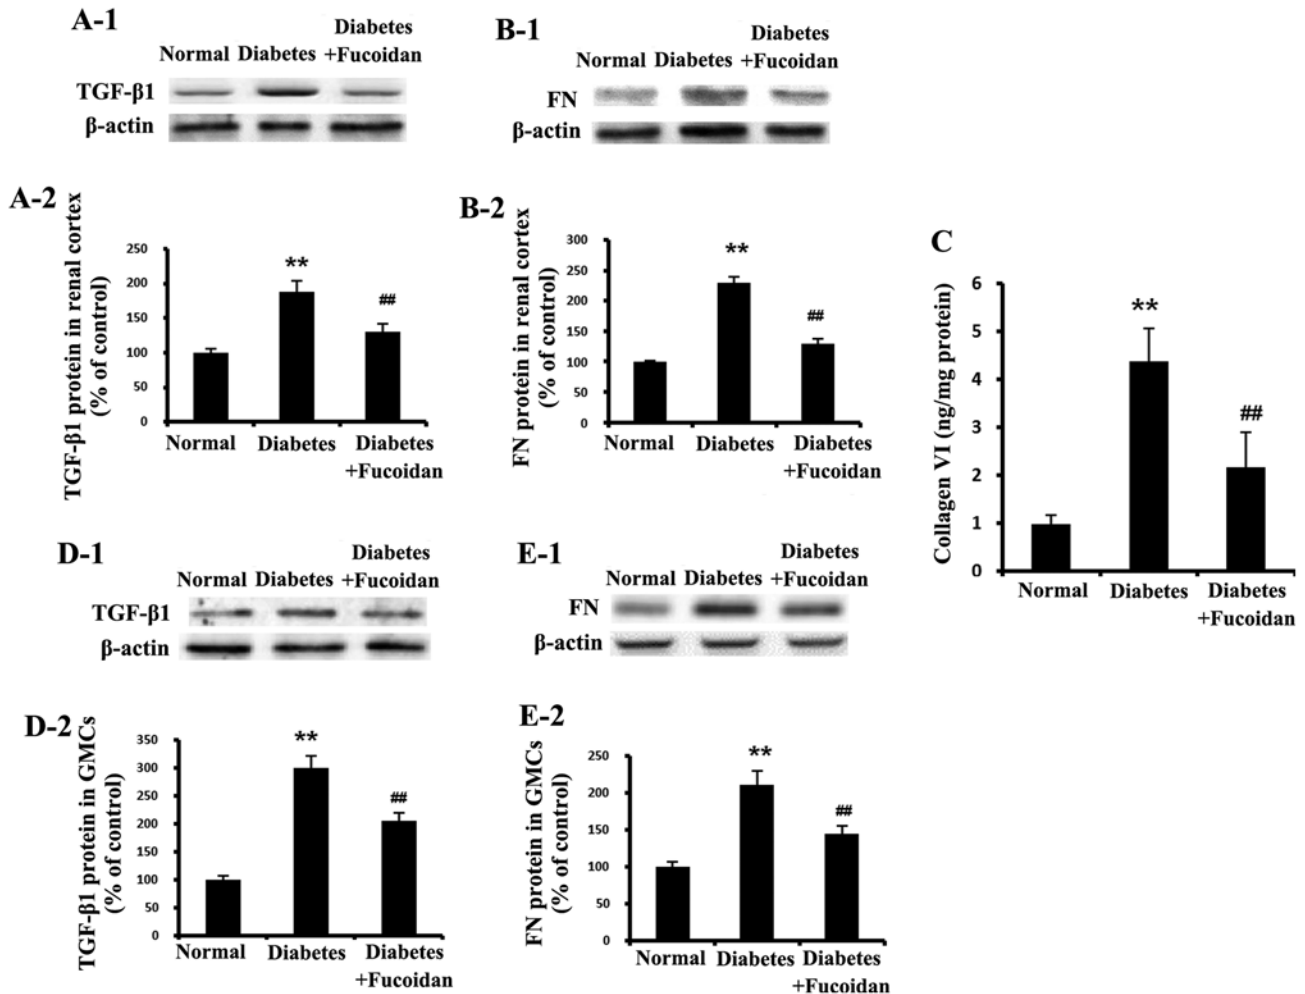 A-1
Normal Diabetes Diabetes
+Fucoidan
TGF-β1
β-actin
B-1
Normal Diabetes Diabetes
+Fucoidan
FN
β-actin
A-2
TGF-β1 protein in renal cortex
(% of control)
250
200
150
100
50
0
**
##
Normal Diabetes Diabetes
+Fucoidan
B-2
FN protein in renal cortex
(% of control)
300
250
200
150
100
50
0
**
##
Normal Diabetes Diabetes
+Fucoidan
C
Collagen VI (ng/mg protein)
6
5
4
3
2
1
0
**
##
Normal Diabetes Diabetes
+Fucoidan
D-1
Normal Diabetes Diabetes
+Fucoidan
TGF-β1
β-actin
E-1
Normal Diabetes Diabetes
+Fucoidan
FN
β-actin
D-2
TGF-β1 protein in GMCs
(% of control)
350
300
250
200
150
100
50
0
**
##
Normal Diabetes Diabetes
+Fucoidan
E-2
FN protein in GMCs
(% of control)
250
200
150
100
50
0
**
##
Normal Diabetes Diabetes
+Fucoidan